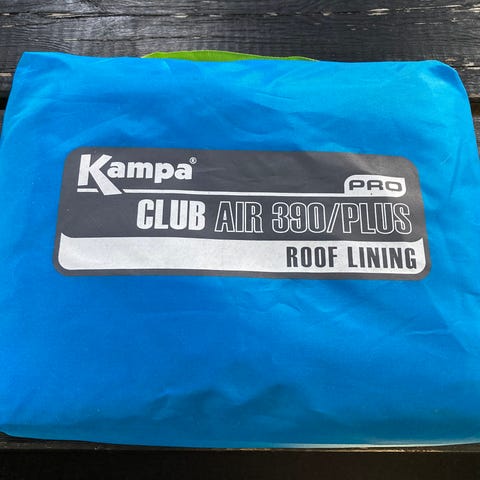 Kampa®
PRO
CLUB AIR 390/PLUS
ROOF LINING